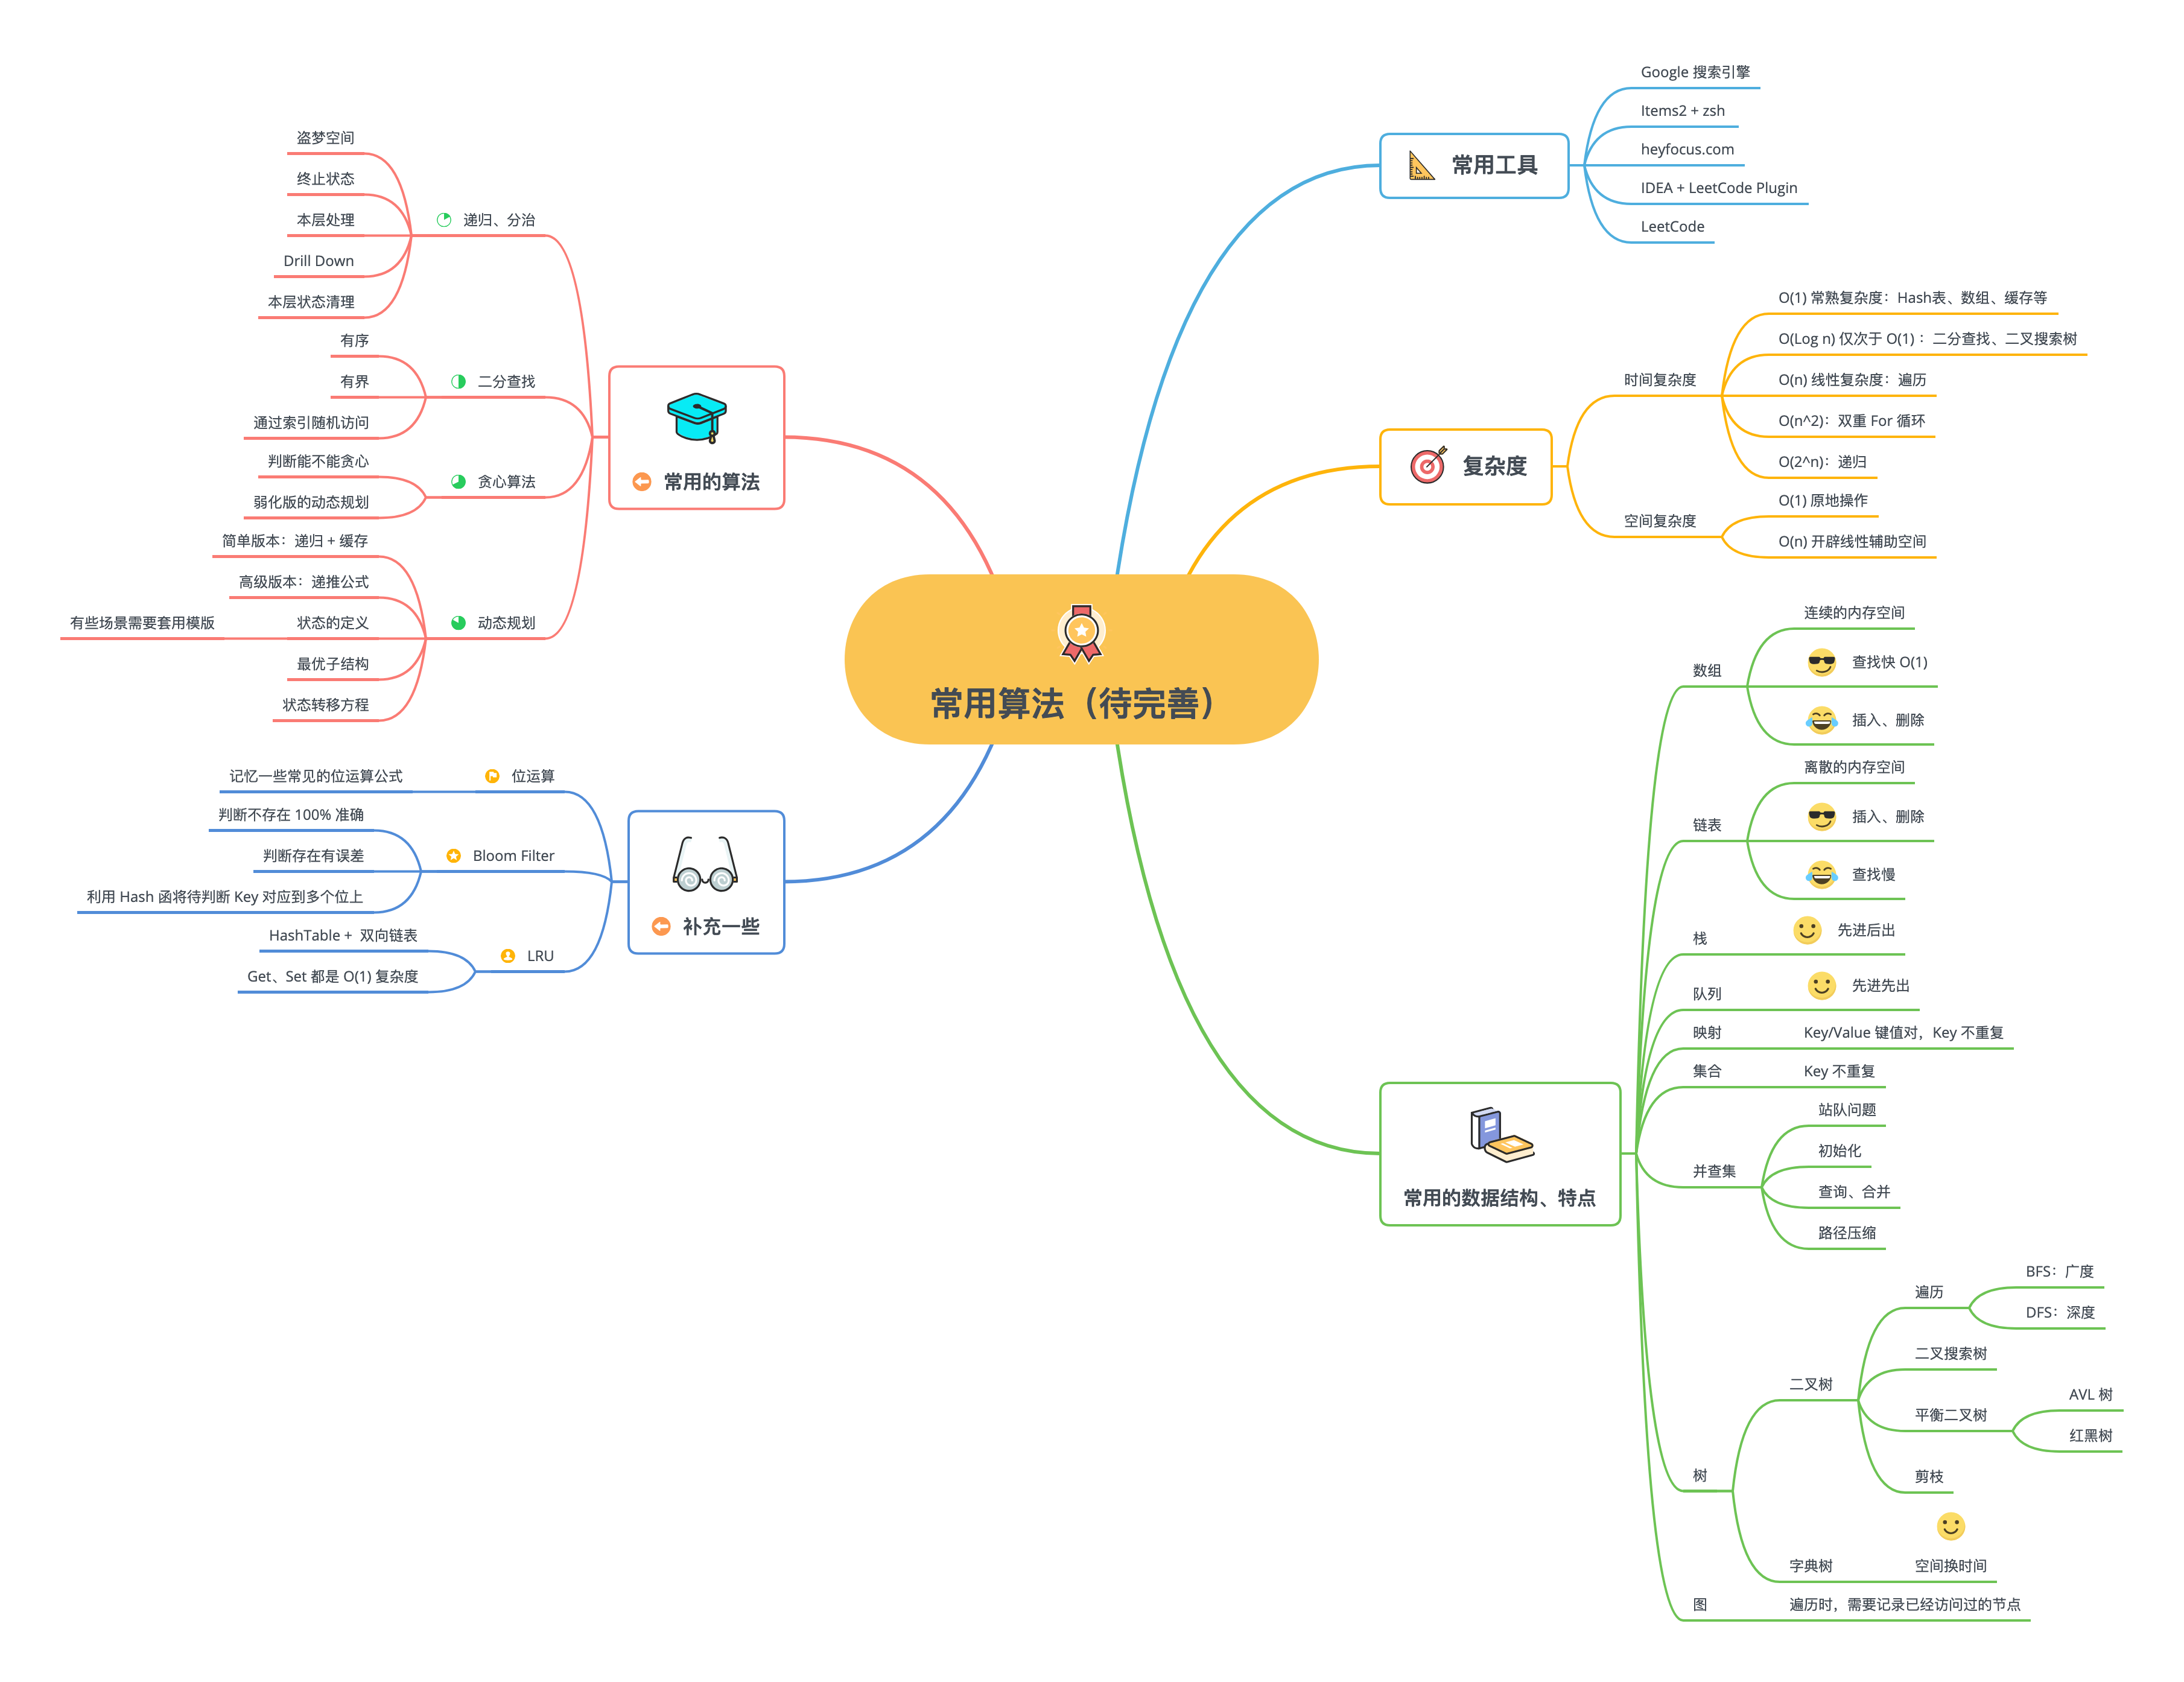 常用算法（待完善）
常用工具
Google 搜索引擎
Items2 + zsh
heyfocus.com
IDEA + LeetCode Plugin
LeetCode
复杂度
时间复杂度
O(1) 常熟复杂度：Hash表、数组、缓存等
O(Log n) 仅次于 O(1) ：二分查找、二叉搜索树
O(n) 线性复杂度：遍历
O(n^2)：双重 For 循环
O(2^n)：递归
空间复杂度
O(1) 原地操作
O(n) 开辟线性辅助空间
常用的数据结构、特点
数组
连续的内存空间
查找快 O(1)
插入、删除
链表
离散的内存空间
插入、删除
查找慢
栈
先进后出
队列
先进先出
映射
Key/Value 键值对，Key 不重复
集合
Key 不重复
并查集
站队问题
初始化
查询、合并
路径压缩
树
二叉树
遍历
BFS：广度
DFS：深度
二叉搜索树
平衡二叉树
AVL 树
红黑树
剪枝
字典树
空间换时间
图
遍历时，需要记录已经访问过的节点
常用的算法
递归、分治
盗梦空间
终止状态
本层处理
Drill Down
本层状态清理
二分查找
有序
有界
通过索引随机访问
贪心算法
判断能不能贪心
弱化版的动态规划
动态规划
简单版本：递归 + 缓存
高级版本：递推公式
状态的定义
有些场景需要套用模版
最优子结构
状态转移方程
补充一些
位运算
记忆一些常见的位运算公式
Bloom Filter
判断不存在 100% 准确
判断存在有误差
利用 Hash 函将待判断 Key 对应到多个位上
LRU
HashTable + 双向链表
Get、Set 都是 O(1) 复杂度